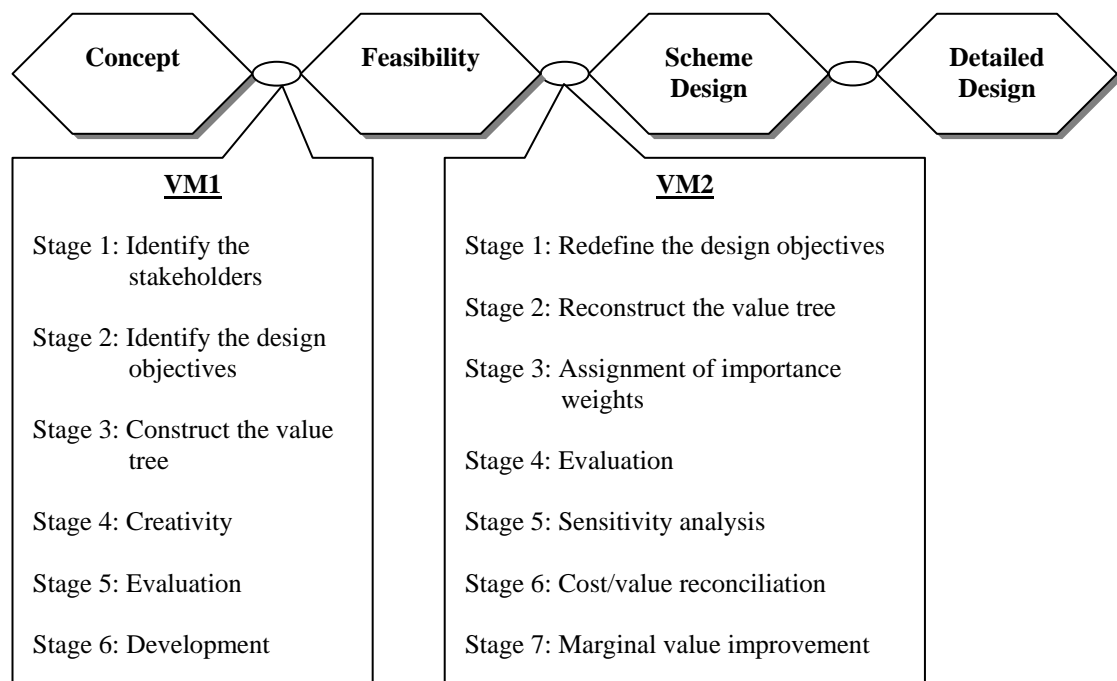 Concept
Feasibility
Scheme
Design
Detailed
Design
VM1
Stage 1: Identify the
stakeholders
Stage 2: Identify the design
objectives
Stage 3: Construct the value
tree
Stage 4: Creativity
Stage 5: Evaluation
Stage 6: Development
VM2
Stage 1: Redefine the design objectives
Stage 2: Reconstruct the value tree
Stage 3: Assignment of importance
weights
Stage 4: Evaluation
Stage 5: Sensitivity analysis
Stage 6: Cost/value reconciliation
Stage 7: Marginal value improvement